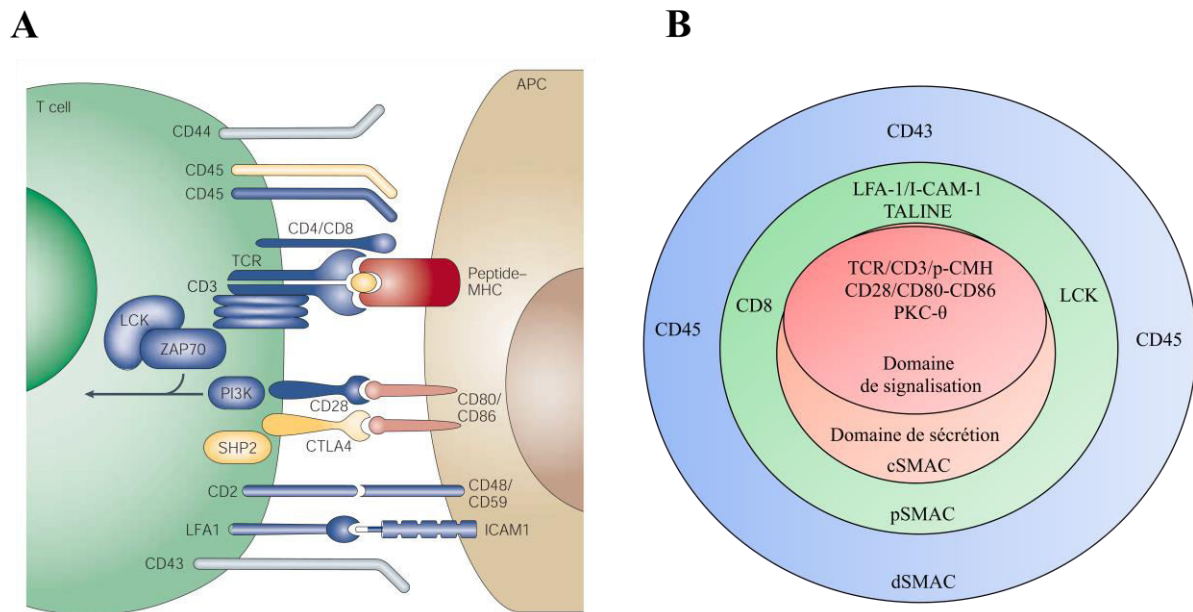 A
T cell
APC
CD44
CD45
CD45
CD4/CD8
TCR
CD3
Peptide–
MHC
LCK
ZAP70
PI3K
CD28
CD80/
CD86
CTLA4
SHP2
CD2
CD48/
CD59
LFA1
ICAM1
CD43
B
CD43
LFA-1/I-CAM-1
TALINE
TCR/CD3/p-CMH
CD28/CD80-CD86
PKC-θ
CD8
LCK
CD45
CD45
Domaine
de signalisation
Domaine de sécrétion
cSMAC
pSMAC
dSMAC